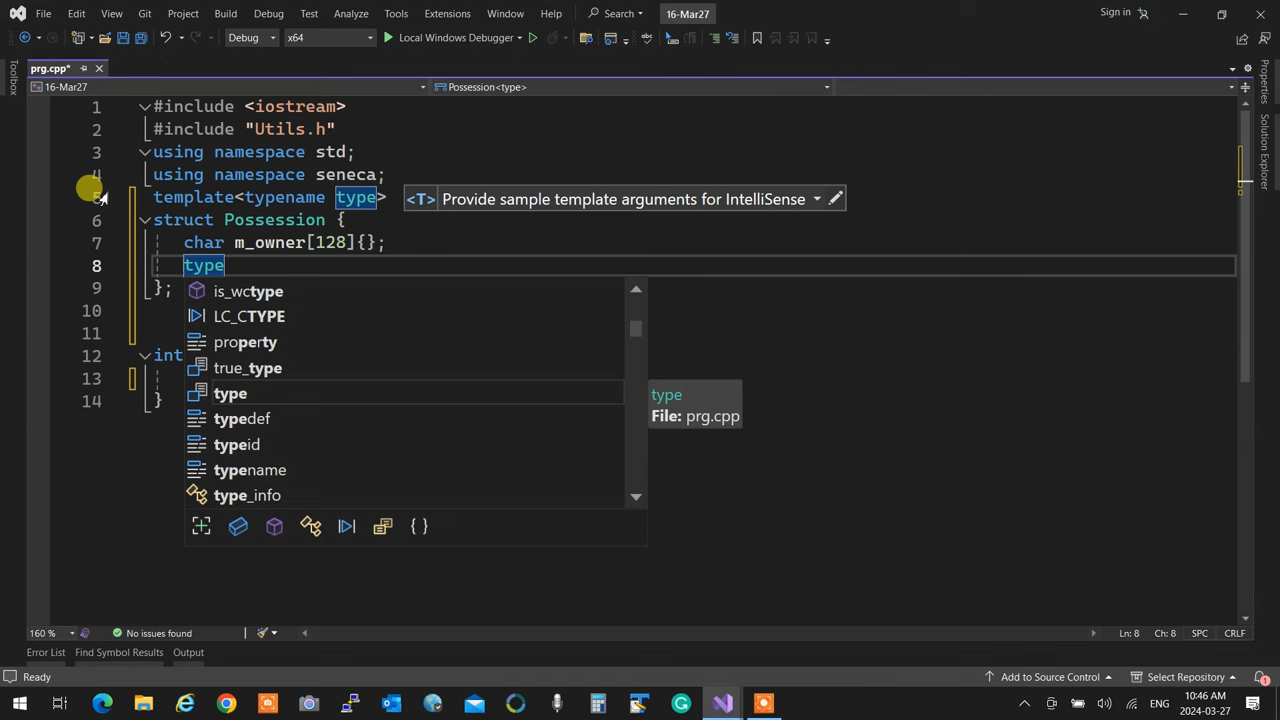 File Edit View Git Project Build Debug Test Analyze Tools Extensions Window Help Search 16-Mar27 Sign in
Debug x64 Local Windows Debugger
prg.cpp*
16-Mar27 Possession<type>
Toolbox
Properties
Solution Explorer
1 #include <iostream>
2 #include "Utils.h"
3 using namespace std;
4 using namespace seneca;
5 template<typename type> <T> Provide sample template arguments for IntelliSense
6 struct Possession {
7 char m_owner[128]{};
8 type
9 };
10
11
12 int
13
14 }
is_wctype
LC_CTYPE
property
true_type
type
typedef
typeid
typename
type_info
{ }
type
File: prg.cpp
160 % No issues found Ln: 8 Ch: 8 SPC CRLF
Error List Find Symbol Results Output
Ready Add to Source Control Select Repository 1
ENG 10:46 AM
2024-03-27